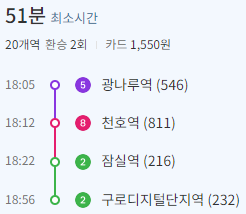 51분 최소시간
20개역 환승 2회 카드 1,550원
18:05 5 광나루역 (546)
18:12 8 천호역 (811)
18:22 2 잠실역 (216)
18:56 2 구로디지털단지역 (232)